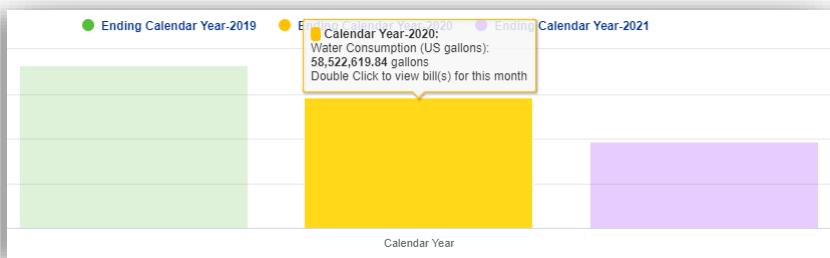 Ending Calendar Year-2019 Ending Calendar Year-2020 Ending Calendar Year-2021
Calendar Year-2020:
Water Consumption (US gallons):
58,522,619.84 gallons
Double Click to view bill(s) for this month
Calendar Year